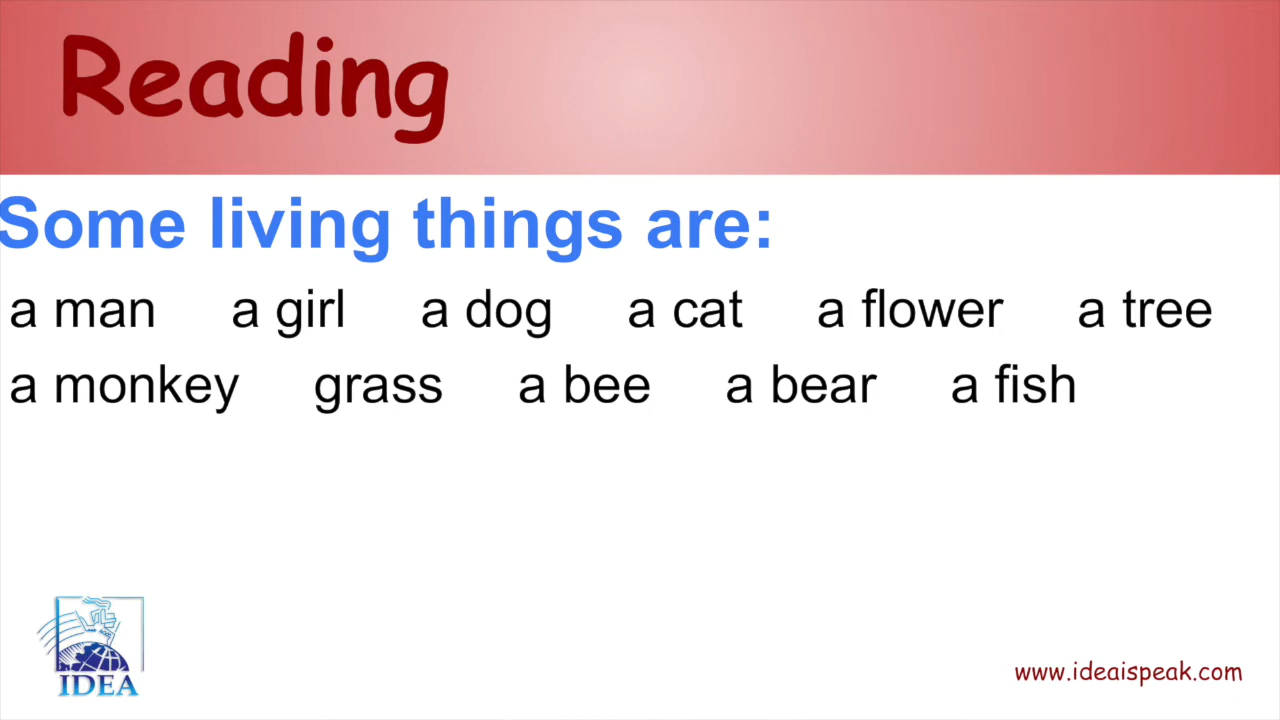 Reading
Some living things are:
a man a girl a dog a cat a flower a tree
a monkey grass a bee a bear a fish
IDEA
www.ideaispeak.com